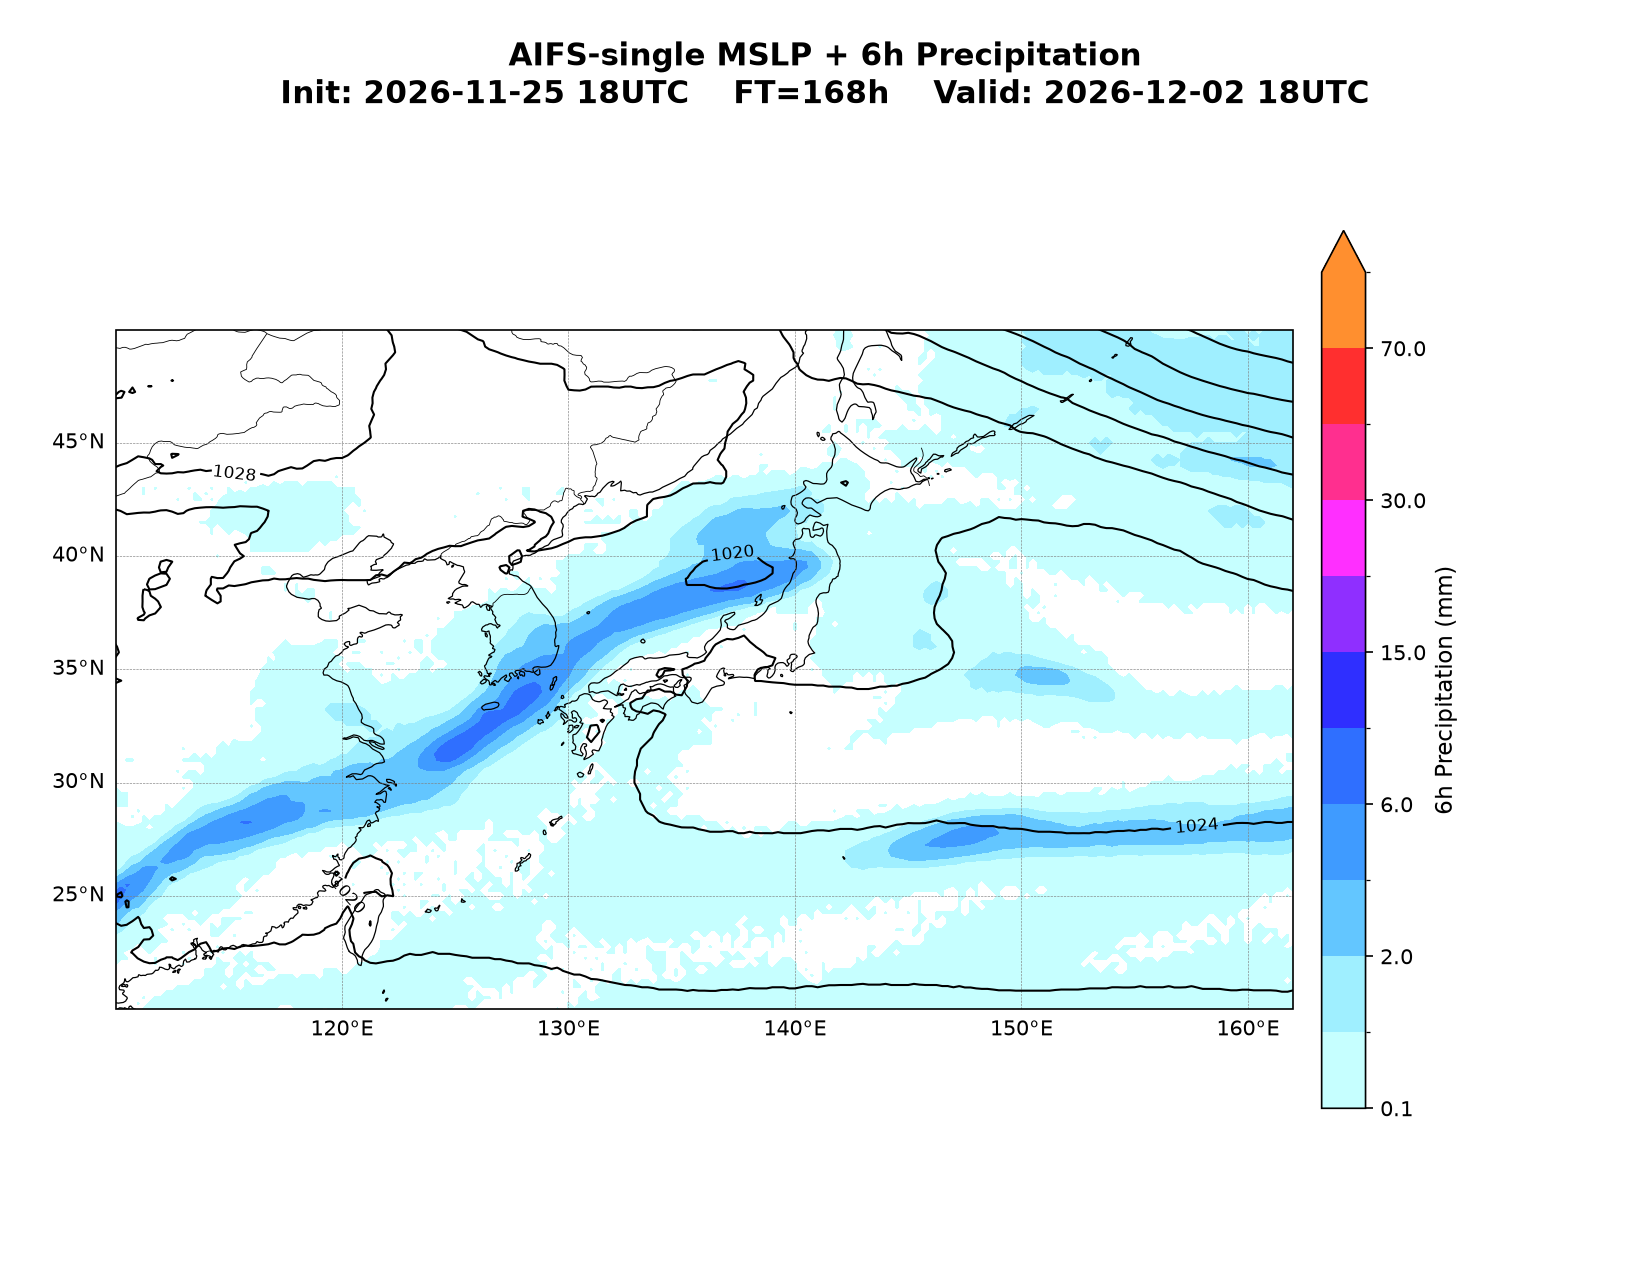 AIFS-single MSLP + 6h Precipitation
Init: 2026-11-25 18UTC    FT=168h    Valid: 2026-12-02 18UTC
45°N
40°N
35°N
30°N
25°N
120°E
130°E
140°E
150°E
160°E
1028
1020
1024
70.0
30.0
15.0
6.0
2.0
0.1
6h Precipitation (mm)